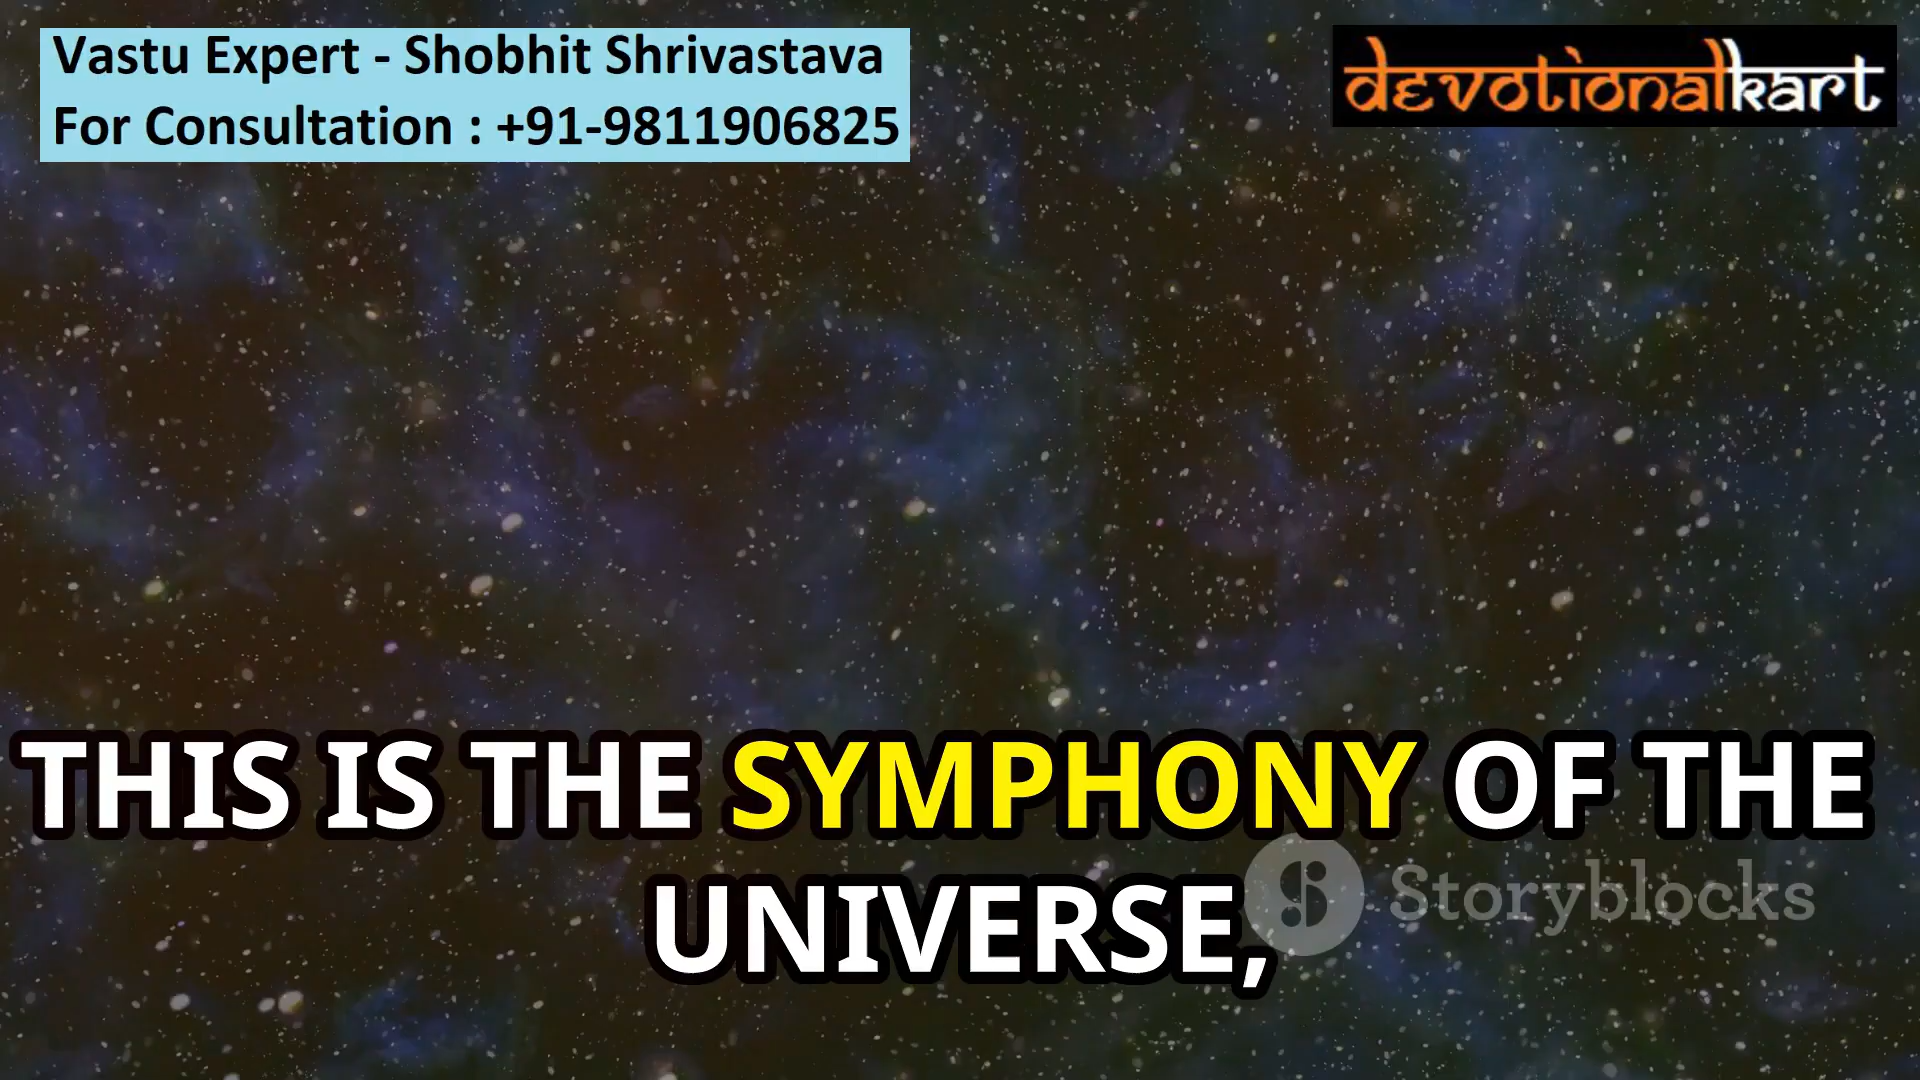 Vastu Expert - Shobhit Shrivastava
For Consultation : +91-9811906825
devotionalkart
THIS IS THE SYMPHONY OF THE
UNIVERSE,
Storyblocks